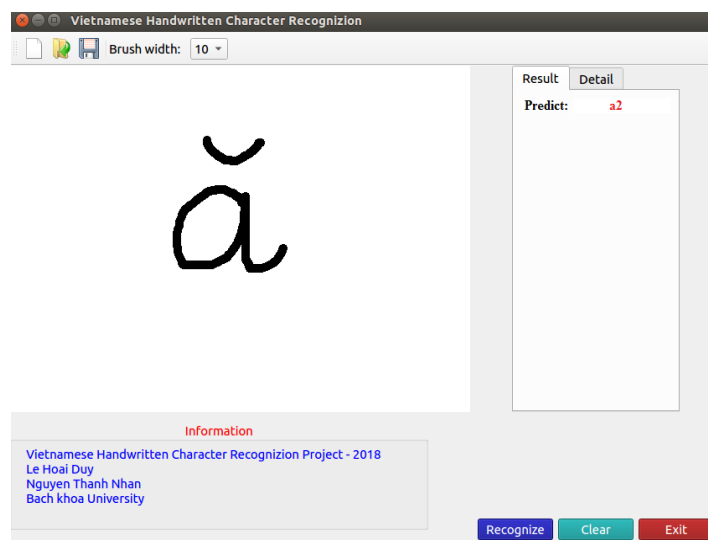 Vietnamese Handwritten Character Recognizion
Brush width: 10
Result Detail
Predict: a2
ă
Information
Vietnamese Handwritten Character Recognizion Project - 2018
Le Hoai Duy
Nguyen Thanh Nhan
Bach khoa University
Recognize Clear Exit